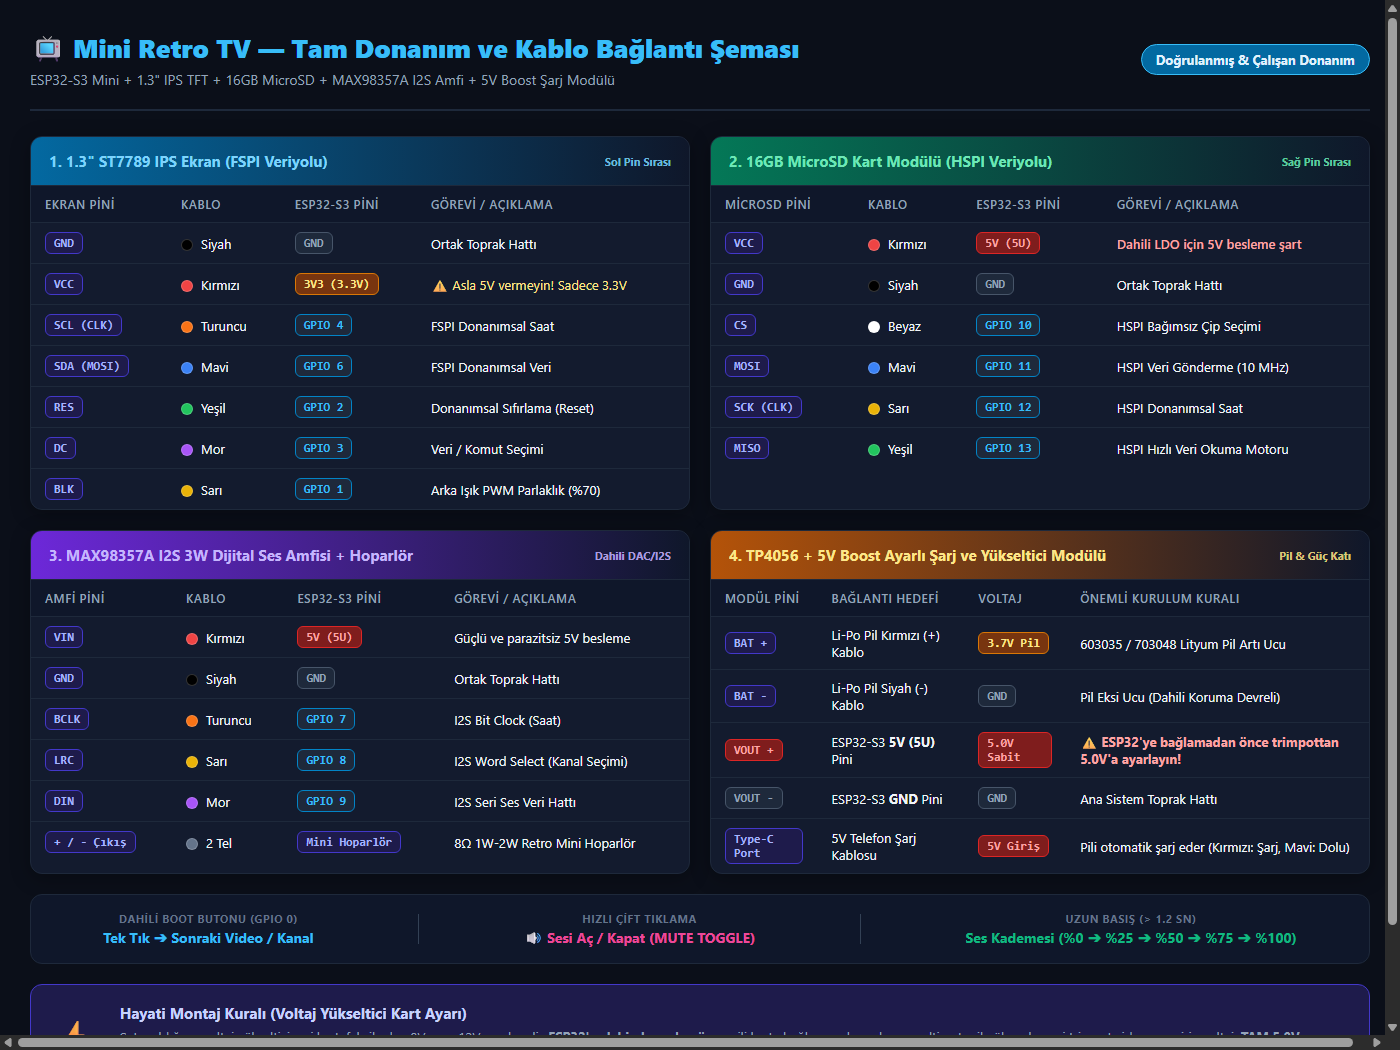 Mini Retro TV — Tam Donanım ve Kablo Bağlantı Şeması
ESP32-S3 Mini + 1.3" IPS TFT + 16GB MicroSD + MAX98357A I2S Amfi + 5V Boost Şarj Modülü
Doğrulanmış & Çalışan Donanım
1. 1.3" ST7789 IPS Ekran (FSPI Veriyolu) Sol Pin Sırası
EKRAN PİNİ KABLO ESP32-S3 PİNİ GÖREVİ / AÇIKLAMA
GND Siyah GND Ortak Toprak Hattı
VCC Kırmızı 3V3 (3.3V) ⚠️ Asla 5V vermeyin! Sadece 3.3V
SCL (CLK) Turuncu GPIO 4 FSPI Donanımsal Saat
SDA (MOSI) Mavi GPIO 6 FSPI Donanımsal Veri
RES Yeşil GPIO 2 Donanımsal Sıfırlama (Reset)
DC Mor GPIO 3 Veri / Komut Seçimi
BLK Sarı GPIO 1 Arka Işık PWM Parlaklık (%70)
2. 16GB MicroSD Kart Modülü (HSPI Veriyolu) Sağ Pin Sırası
MİCROSD PİNİ KABLO ESP32-S3 PİNİ GÖREVİ / AÇIKLAMA
VCC Kırmızı 5V (5U) Dahili LDO için 5V besleme şart
GND Siyah GND Ortak Toprak Hattı
CS Beyaz GPIO 10 HSPI Bağımsız Çip Seçimi
MOSI Mavi GPIO 11 HSPI Veri Gönderme (10 MHz)
SCK (CLK) Sarı GPIO 12 HSPI Donanımsal Saat
MISO Yeşil GPIO 13 HSPI Hızlı Veri Okuma Motoru
3. MAX98357A I2S 3W Dijital Ses Amfisi + Hoparlör Dahili DAC/I2S
AMFİ PİNİ KABLO ESP32-S3 PİNİ GÖREVİ / AÇIKLAMA
VIN Kırmızı 5V (5U) Güçlü ve parazitsiz 5V besleme
GND Siyah GND Ortak Toprak Hattı
BCLK Turuncu GPIO 7 I2S Bit Clock (Saat)
LRC Sarı GPIO 8 I2S Word Select (Kanal Seçimi)
DIN Mor GPIO 9 I2S Seri Ses Veri Hattı
+ / - Çıkış 2 Tel Mini Hoparlör 8Ω 1W-2W Retro Mini Hoparlör
4. TP4056 + 5V Boost Ayarlı Şarj ve Yükseltici Modülü Pil & Güç Katı
MODÜL PİNİ BAĞLANTI HEDEFİ VOLTAJ ÖNEMLİ KURULUM KURALI
BAT + Li-Po Pil Kırmızı (+) Kablo 3.7V Pil 603035 / 703048 Lityum Pil Artı Ucu
BAT - Li-Po Pil Siyah (-) Kablo GND Pil Eksi Ucu (Dahili Koruma Devreli)
VOUT + ESP32-S3 5V (5U) Pini 5.0V Sabit ⚠️ ESP32'ye bağlamadan önce trimpottan 5.0V'a ayarlayın!
VOUT - ESP32-S3 GND Pini GND Ana Sistem Toprak Hattı
Type-C Port 5V Telefon Şarj Kablosu 5V Giriş Pili otomatik şarj eder (Kırmızı: Şarj, Mavi: Dolu)
DAHİLİ BOOT BUTONU (GPIO 0)
Tek Tık ➔ Sonraki Video / Kanal
HIZLI ÇİFT TIKLAMA
🔊 Sesi Aç / Kapat (MUTE TOGGLE)
UZUN BASIŞ (> 1.2 SN)
Ses Kademesi (%0 ➔ %25 ➔ %50 ➔ %75 ➔ %100)
Hayati Montaj Kuralı (Voltaj Yükseltici Kart Ayarı)